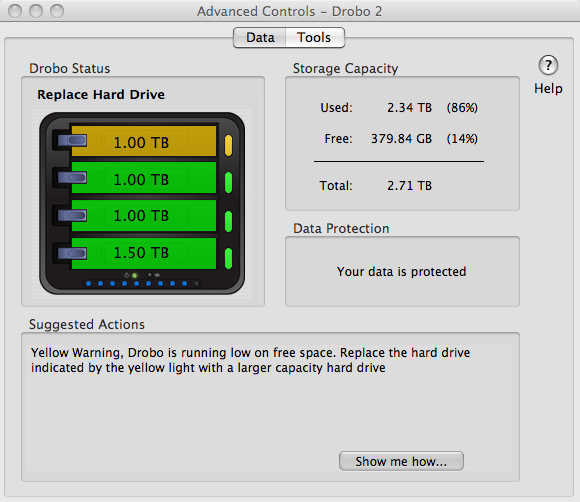 Advanced Controls – Drobo 2
Data Tools
Drobo Status
Replace Hard Drive
1.00 TB
1.00 TB
1.00 TB
1.50 TB
Storage Capacity
Used: 2.34 TB (86%)
Free: 379.84 GB (14%)
Total: 2.71 TB
?
Help
Data Protection
Your data is protected
Suggested Actions
Yellow Warning, Drobo is running low on free space. Replace the hard drive
indicated by the yellow light with a larger capacity hard drive
Show me how...